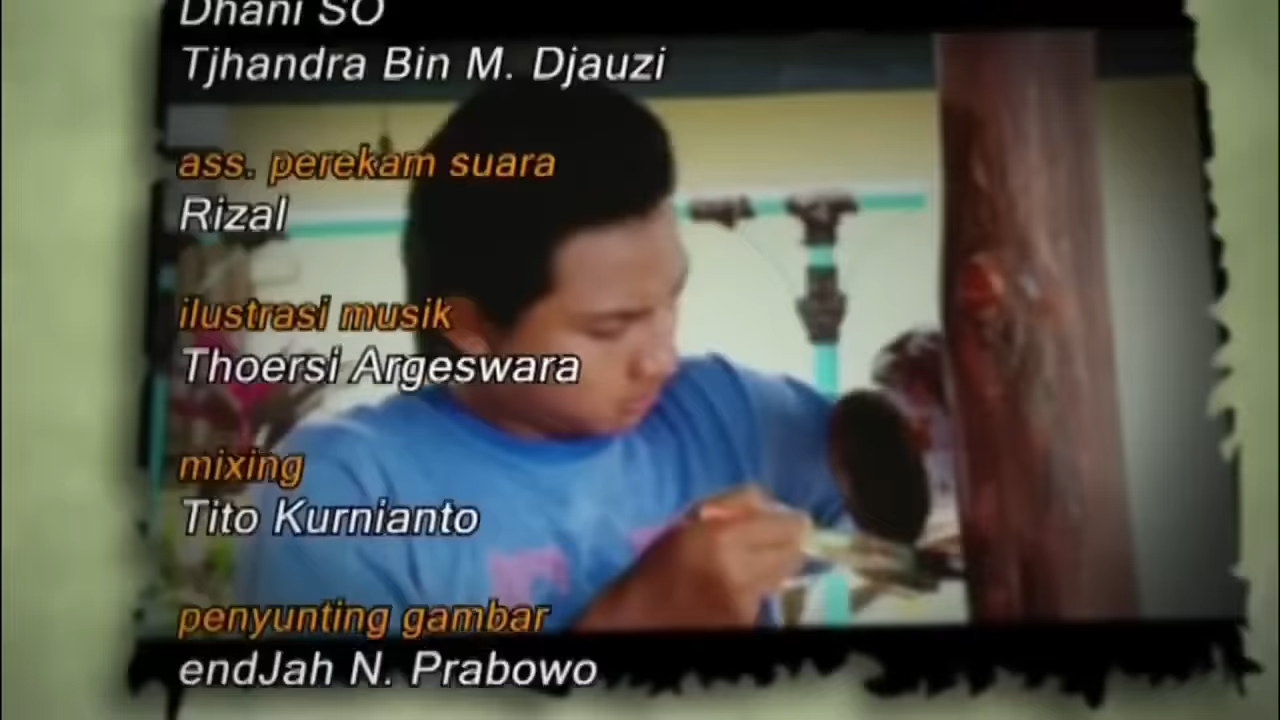 Dhani SO
Tjhandra Bin M. Djauzi
ass. perekam suara
Rizal
ilustrasi musik
Thoersi Argeswara
mixing
Tito Kurnianto
penyunting gambar
endJah N. Prabowo